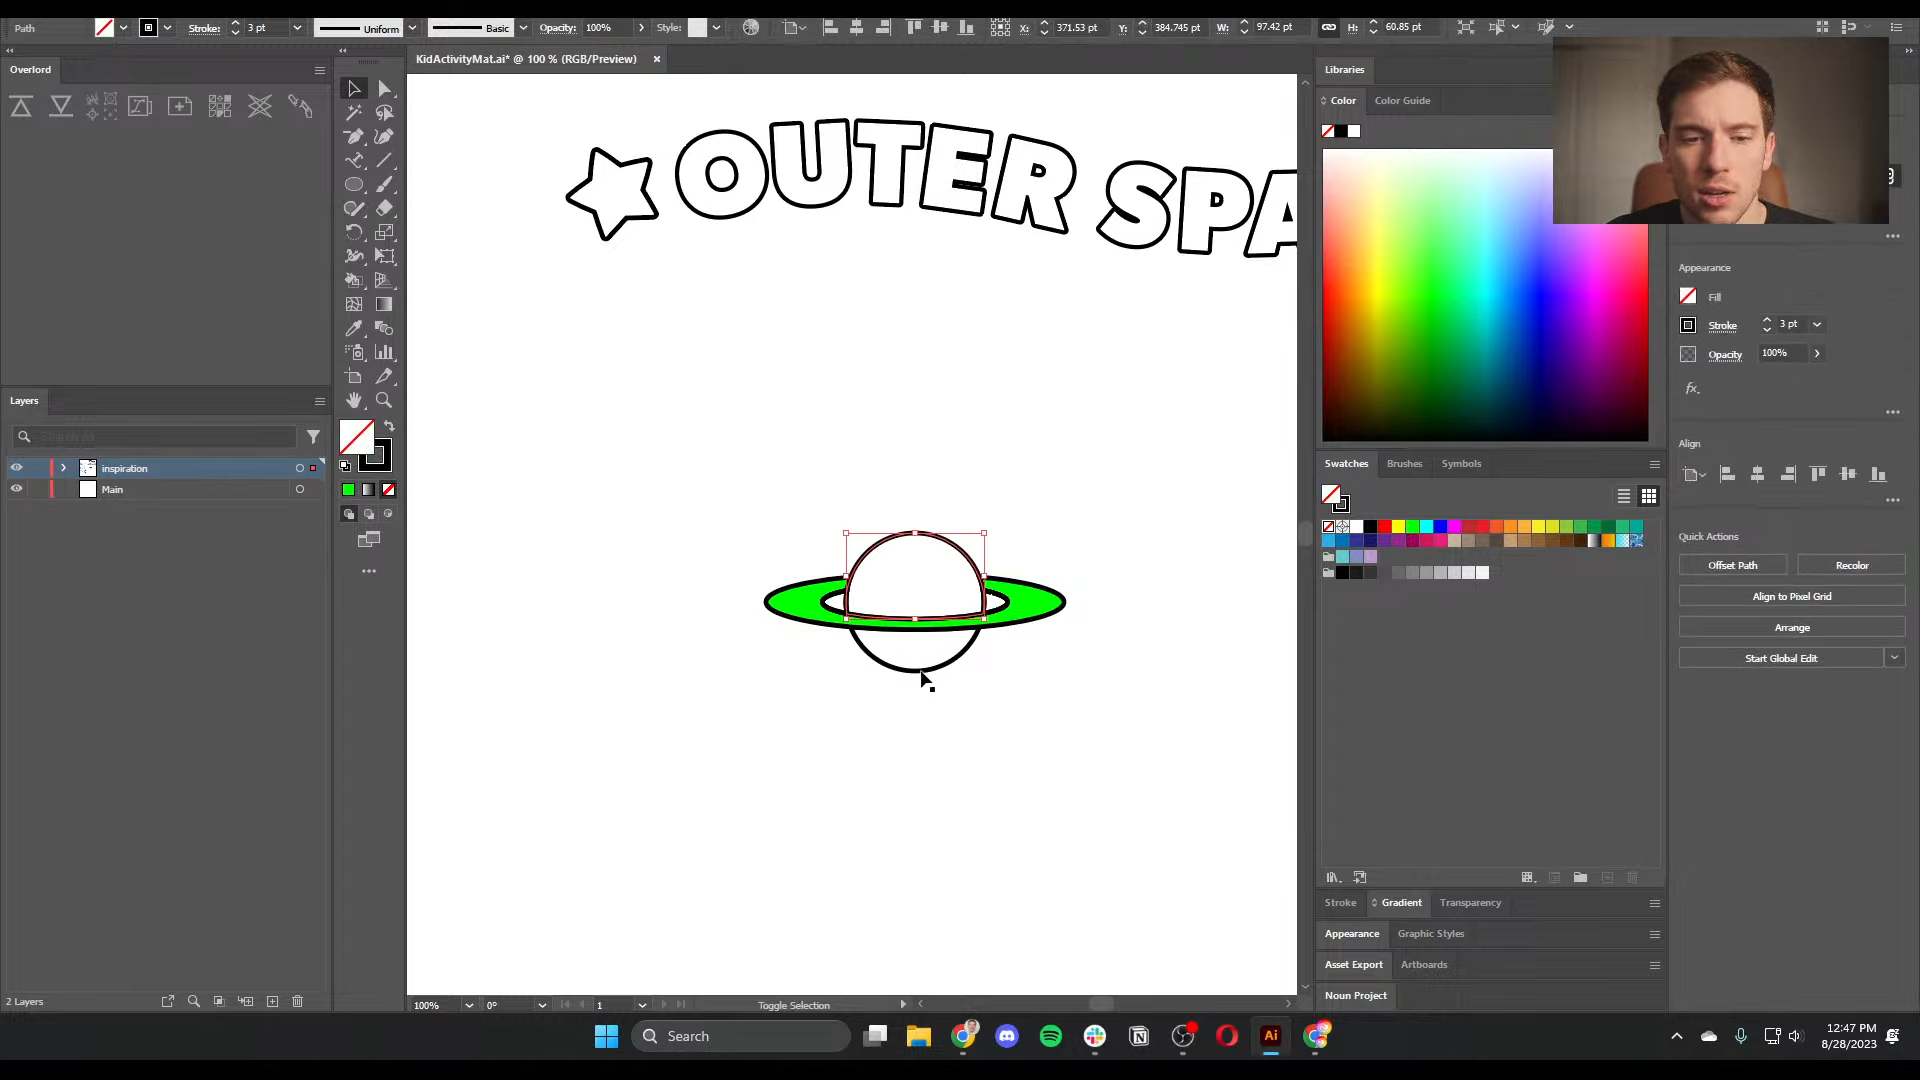 Path
Stroke:
3 pt
Uniform
Basic
Opacity:
100%
Style:
X:
371.53 pt
Y:
384.745 pt
W:
97.42 pt
H:
60.85 pt
Overlord
KidActivityMat.ai* @ 100 % (RGB/Preview)
×
Libraries
Color
Color Guide
OUTER SPA
Appearance
Fill
Stroke
3 pt
Opacity
100%
fx.
Layers
inspiration
Main
Align
Swatches
Brushes
Symbols
Quick Actions
Offset Path
Recolor
Align to Pixel Grid
Arrange
Start Global Edit
Stroke
Gradient
Transparency
Appearance
Graphic Styles
Asset Export
Artboards
Noun Project
2 Layers
100%
0°
1
Toggle Selection
Search
Ai
12:47 PM
8/28/2023